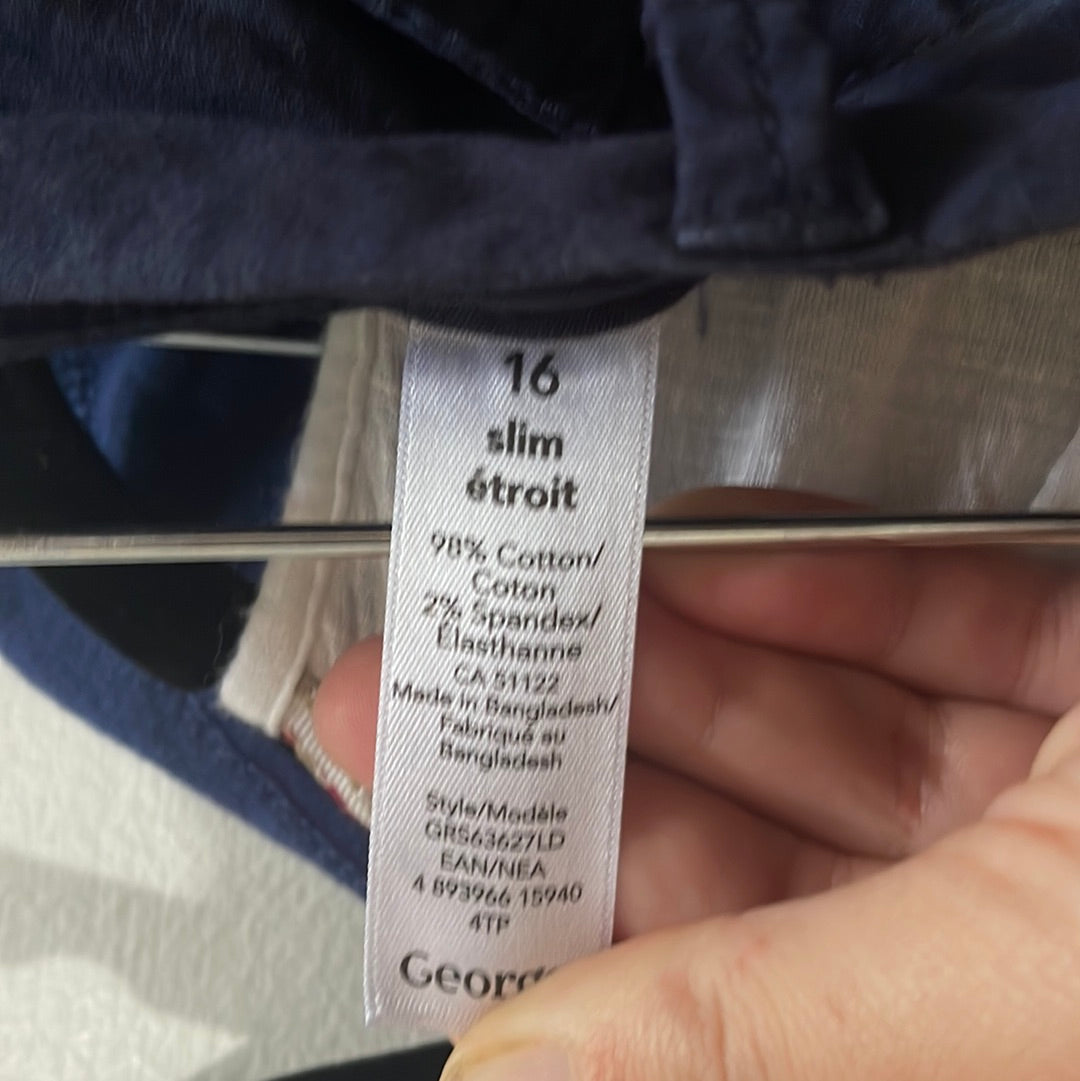 16
slim
étroit
98% Cotton/
Coton
2% Spandex/
Élasthanne
CA 51122
Made in Bangladesh/
Fabriqué au
Bangladesh
Style/Modèle
GRS63627LD
EAN/NEA
4 893966 15940
4TP